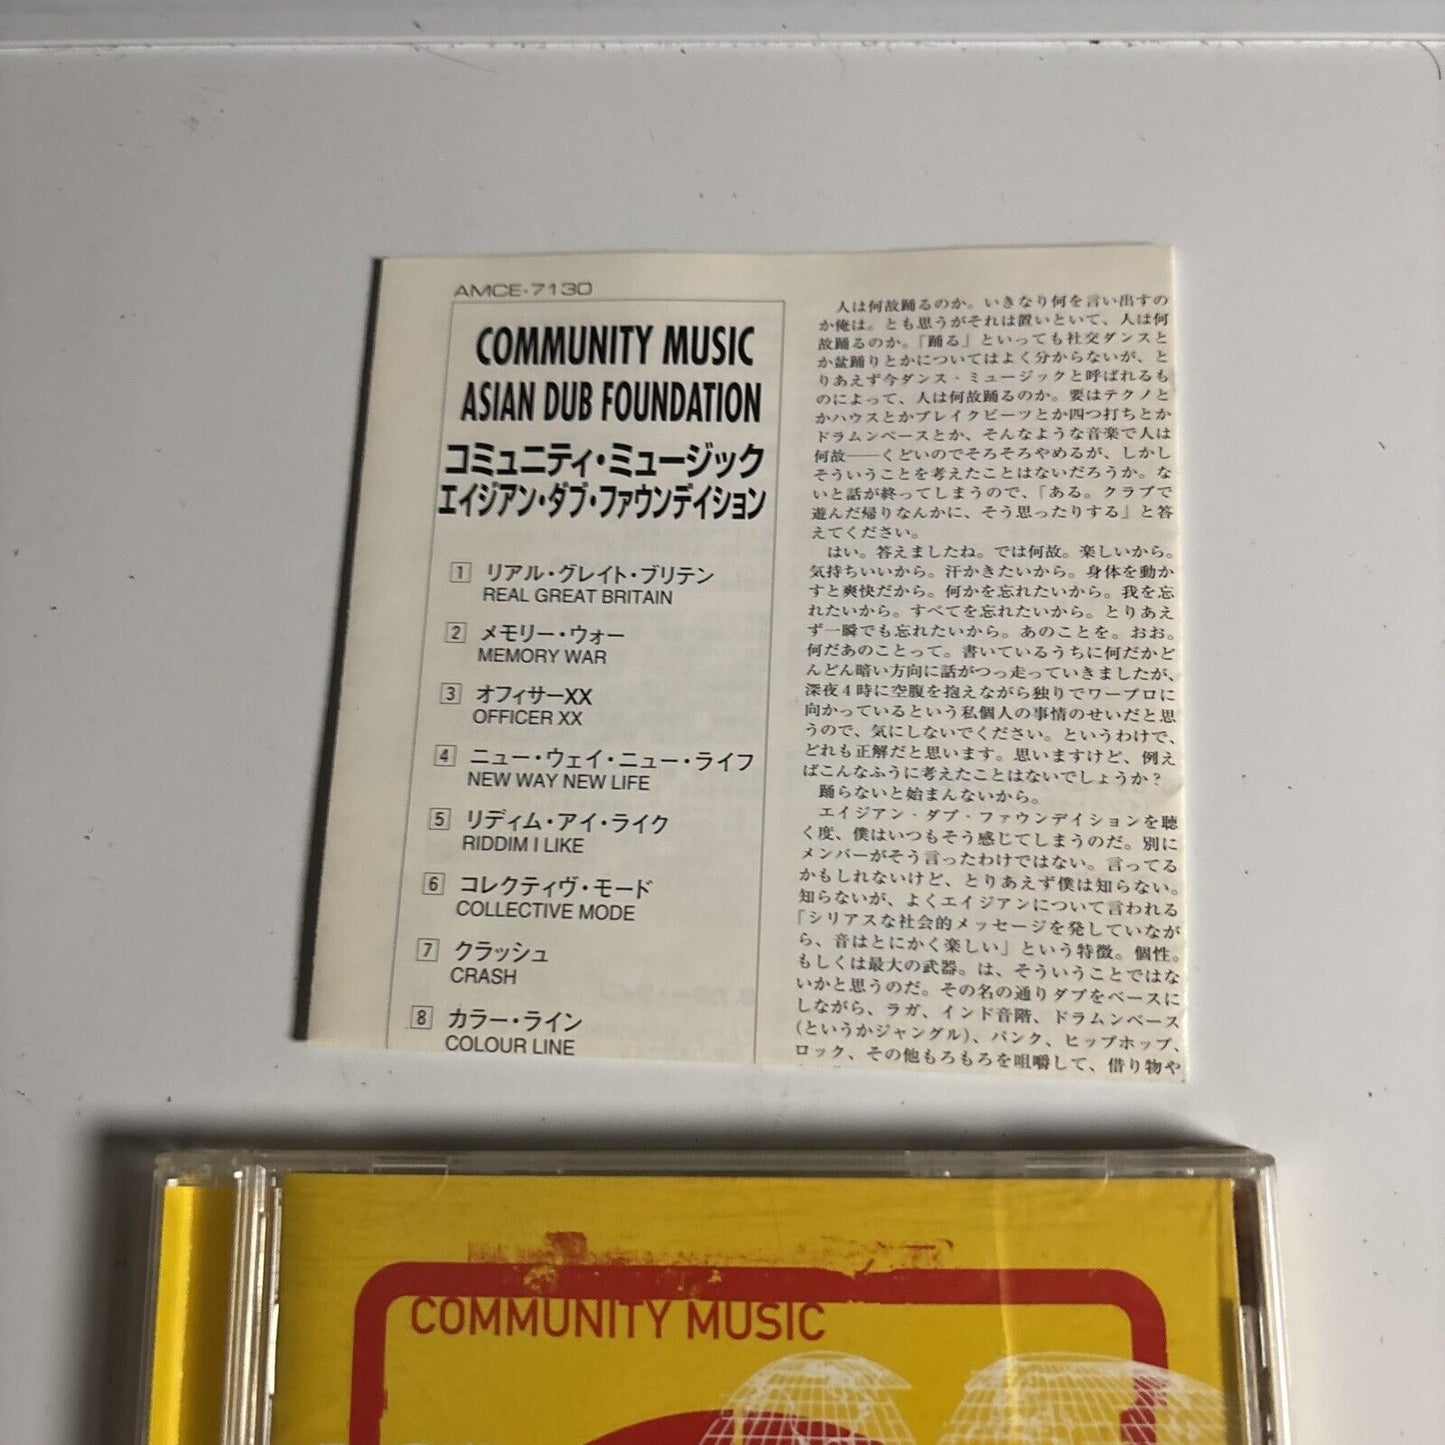 AMCE-7130
COMMUNITY MUSIC
ASIAN DUB FOUNDATION
コミュニティ・ミュージック
エイジアン・ダブ・ファウンデイション
1 リアル・グレイト・ブリテン
REAL GREAT BRITAIN
2 メモリー・ウォー
MEMORY WAR
3 オフィサーXX
OFFICER XX
4 ニュー・ウェイ・ニュー・ライフ
NEW WAY NEW LIFE
5 リディム・アイ・ライク
RIDDIM I LIKE
6 コレクティヴ・モード
COLLECTIVE MODE
7 クラッシュ
CRASH
8 カラー・ライン
COLOUR LINE
人は何故踊るのか。いきなり何を言い出すの
か俺は。とも思うがそれは置いといて、人は何
故踊るのか。「踊る」といっても社交ダンスと
か盆踊りとかについてはよく分からないが、と
りあえず今ダンス・ミュージックと呼ばれるも
のによって、人は何故踊るのか。要はテクノと
かハウスとかブレイクビーツとか四つ打ちとか
ドラムンベースとか、そんなような音楽で人は
何故──くどいのでそろそろやめるが、しかし
そういうことを考えたことはないだろうか。な
いと話が終ってしまうので、「ある。クラブで
遊んだ帰りなんかに、そう思ったりする」と答
えてください。
はい。答えましたね。では何故。楽しいから。
気持ちいいから。汗かきたいから。身体を動か
すと爽快だから。何かを忘れたいから。我を忘
れたいから。すべてを忘れたいから。とりあえ
ず一瞬でも忘れたいから。あのことを。おお。
何だあのことって。書いているうちに何だかど
んどん暗い方向に話がつっ走っていきましたが、
深夜4時に空腹を抱えながら独りでワープロに
向かっているという私個人の事情のせいだと思
うので、気にしないでください。というわけで、
どれも正解だと思います。思いますけど、例え
ばこんなふうに考えたことはないでしょうか？
踊らないと始まんないから。
エイジアン・ダブ・ファウンデイションを聴
く度、僕はいつもそう感じてしまうのだ。別に
メンバーがそう言ったわけではない。言ってる
かもしれないけど、とりあえず僕は知らない。
知らないが、よくエイジアンについて言われる
「シリアスな社会的メッセージを発していなが
ら、音はとにかく楽しい」という特徴。個性。
もしくは最大の武器。は、そういうことではな
いかと思うのだ。その名の通りダブをベースに
しながら、ラガ、インド音階、ドラムンベース
(というかジャングル)、パンク、ヒップホップ、
ロック、その他もろもろを咀嚼して、借り物や
COMMUNITY MUSIC